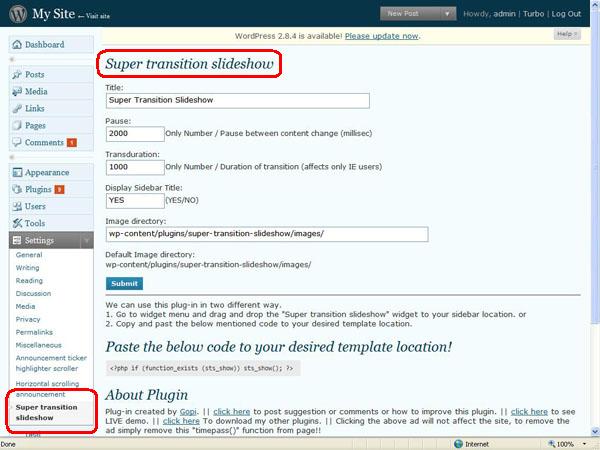 My Site ← Visit site
New Post
Howdy, admin | Turbo | Log Out
WordPress 2.8.4 is available! Please update now.
Help
Dashboard
Posts
Media
Links
Pages
Comments 1
Appearance
Plugins 9
Users
Tools
Settings
General
Writing
Reading
Discussion
Media
Privacy
Permalinks
Miscellaneous
Announcement ticker
highlighter scroller
Horizontal scrolling
announcement
Super transition
slideshow
Super transition slideshow
Title:
Super Transition Slideshow
Pause:
2000 Only Number / Pause between content change (millisec)
Transduration:
1000 Only Number / Duration of transition (affects only IE users)
Display Sidebar Title:
YES (YES/NO)
Image directory:
wp-content/plugins/super-transition-slideshow/images/
Default Image directory:
wp-content/plugins/super-transition-slideshow/images/
Submit
We can use this plug-in in two different way.
1. Go to widget menu and drag and drop the "Super transition slideshow" widget to your sidebar location. or
2. Copy and past the below mentioned code to your desired template location.
Paste the below code to your desired template location!
<?php if (function_exists (sts_show)) sts_show(); ?>
About Plugin
Plug-in created by Gopi. || click here to post suggestion or comments or how to improve this plugin. || click here to see
LIVE demo. || click here To download my other plugins. || Clicking the above ad will not affect the site, to remove the
ad simply remove this "timepass()" function from page!!
Done
Internet
100%